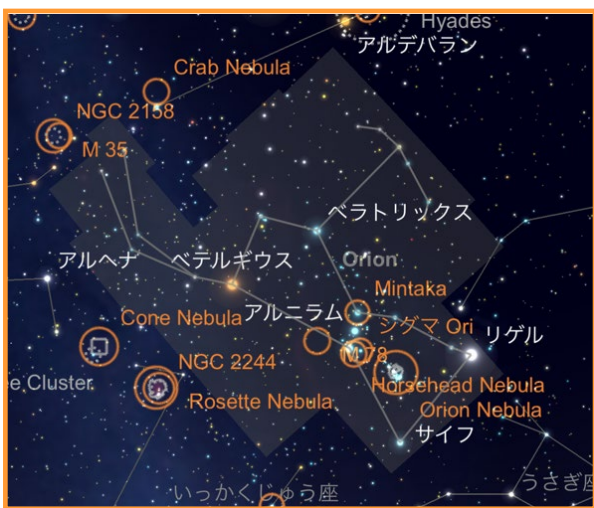 Hyades
アルデバラン
Crab Nebula
NGC 2158
M 35
ベラトリックス
アルヘナ
ベテルギウス
Orion
Mintaka
Cone Nebula
アルニラム
シグマ Ori
リゲル
M 78
NGC 2244
e Cluster
Horsehead Nebula
Rosette Nebula
Orion Nebula
サイフ
いっかくじゅう座
うさぎ座